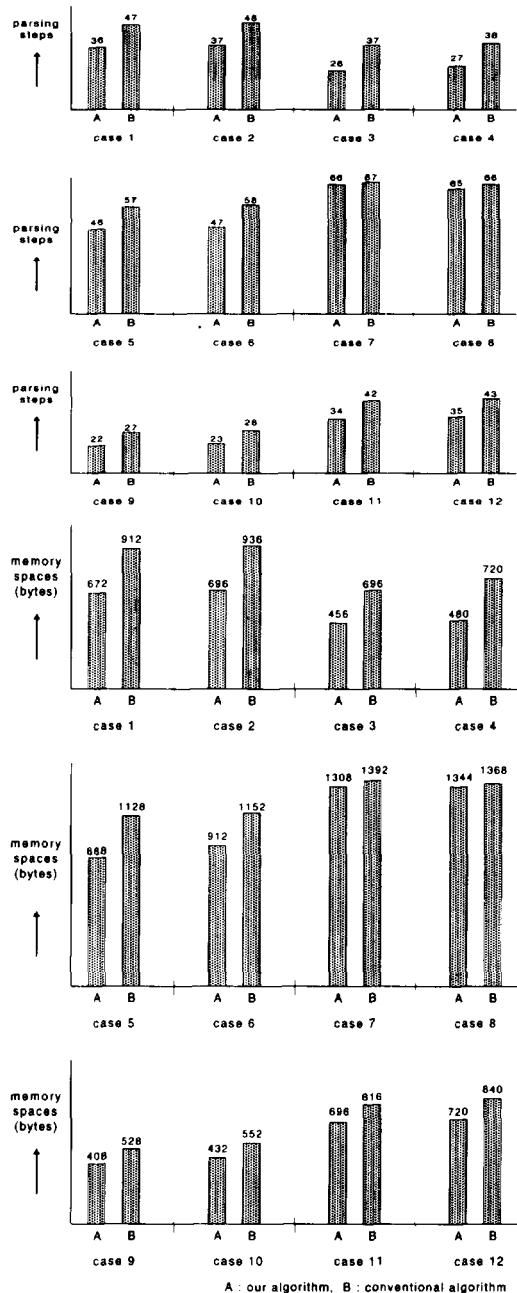 parsing
steps
36 47 37 48 26 37 27 38
A B A B A B A B
case 1 case 2 case 3 case 4
parsing
steps
46 57 47 58 66 67 65 66
A B A B A B A B
case 5 case 6 case 7 case 8
parsing
steps
22 27 23 28 34 42 35 43
A B A B A B A B
case 9 case 10 case 11 case 12
memory
spaces
(bytes)
672 912 696 936 456 696 480 720
A B A B A B A B
case 1 case 2 case 3 case 4
memory
spaces
(bytes)
888 1128 912 1152 1308 1392 1344 1368
A B A B A B A B
case 5 case 6 case 7 case 8
memory
spaces
(bytes)
408 528 432 552 696 816 720 840
A B A B A B A B
case 9 case 10 case 11 case 12
A : our algorithm, B : conventional algorithm